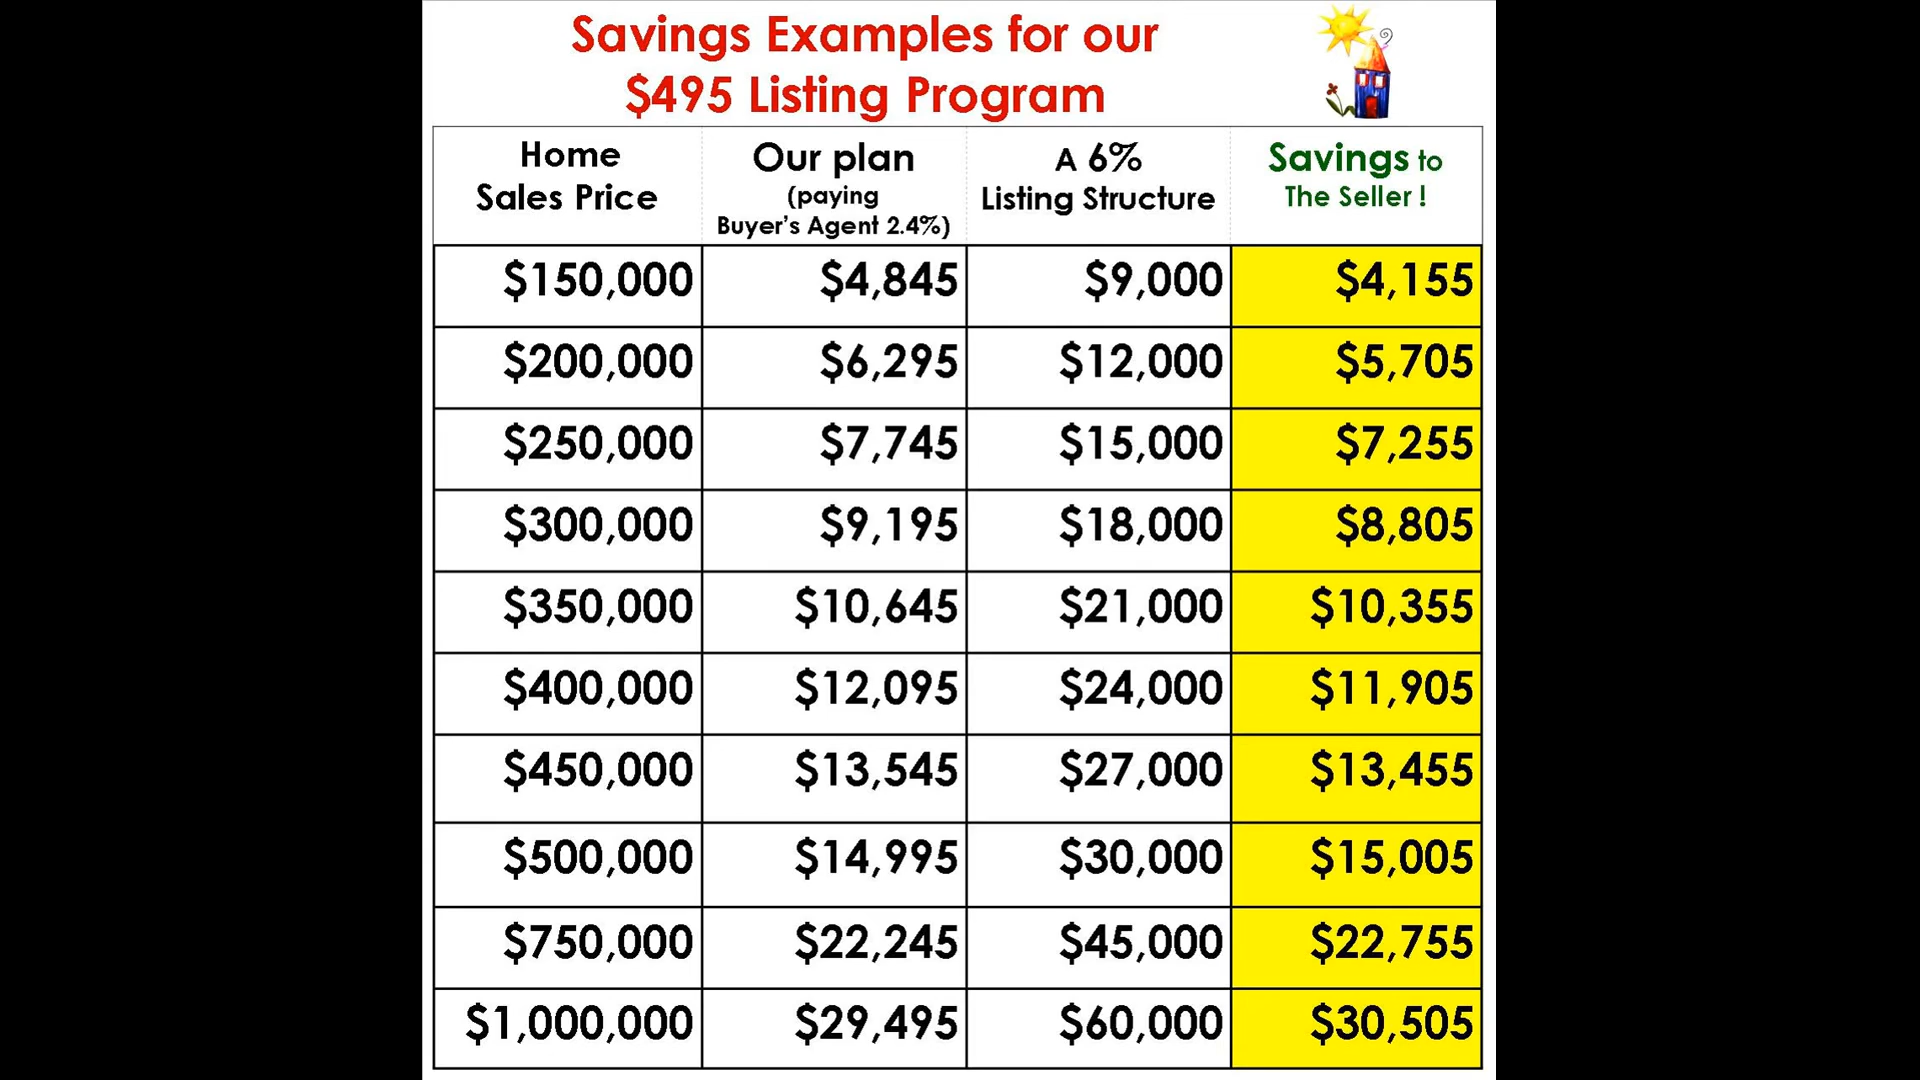 Savings Examples for our
$495 Listing Program
Home
Sales Price
Our plan
(paying
Buyer's Agent 2.4%)
A 6%
Listing Structure
Savings to
The Seller !
$150,000 $4,845 $9,000 $4,155
$200,000 $6,295 $12,000 $5,705
$250,000 $7,745 $15,000 $7,255
$300,000 $9,195 $18,000 $8,805
$350,000 $10,645 $21,000 $10,355
$400,000 $12,095 $24,000 $11,905
$450,000 $13,545 $27,000 $13,455
$500,000 $14,995 $30,000 $15,005
$750,000 $22,245 $45,000 $22,755
$1,000,000 $29,495 $60,000 $30,505